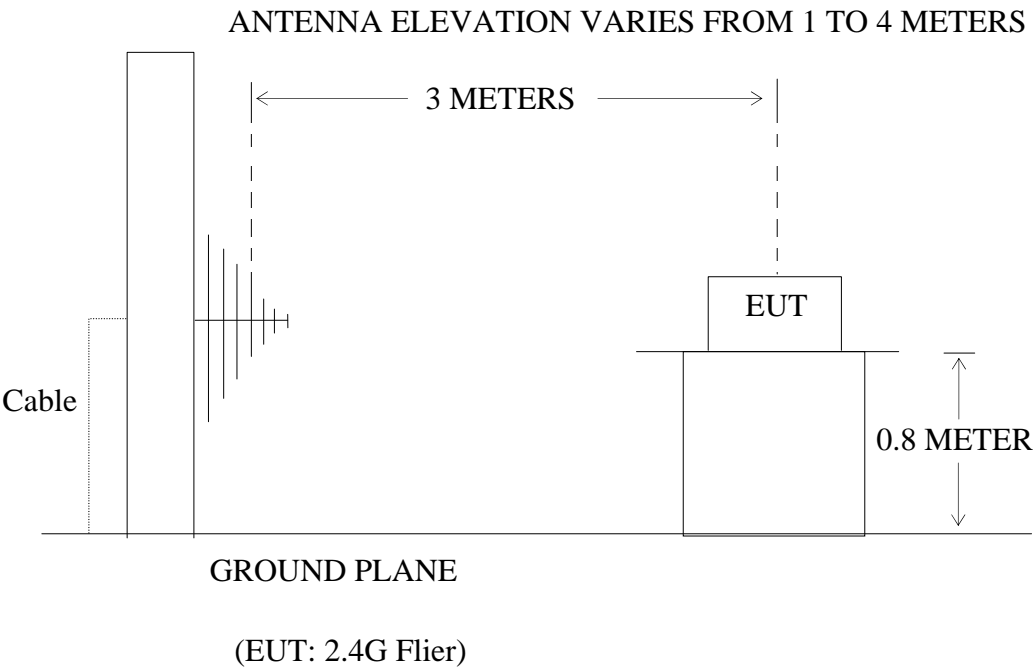 ANTENNA ELEVATION VARIES FROM 1 TO 4 METERS
3 METERS
EUT
Cable
0.8 METER
GROUND PLANE
(EUT: 2.4G Flier)